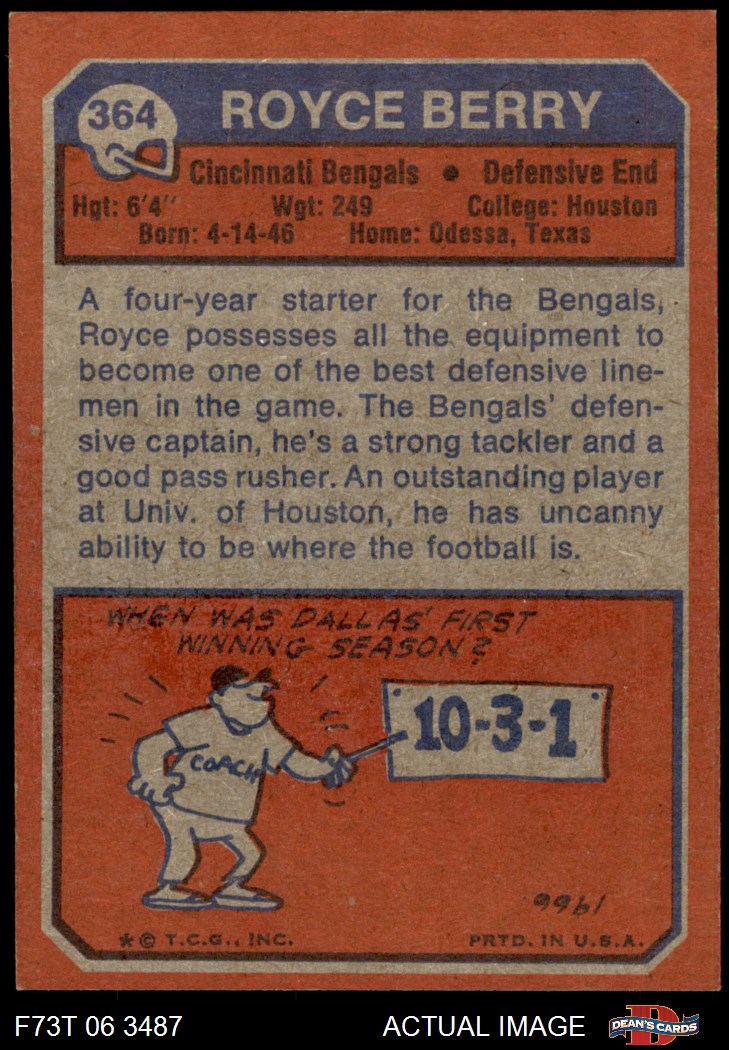 364
ROYCE BERRY
Cincinnati Bengals • Defensive End
Hgt: 6'4" Wgt: 249 College: Houston
Born: 4-14-46 Home: Odessa, Texas
A four-year starter for the Bengals,
Royce possesses all the equipment to
become one of the best defensive line-
men in the game. The Bengals' defen-
sive captain, he's a strong tackler and a
good pass rusher. An outstanding player
at Univ. of Houston, he has uncanny
ability to be where the football is.
WHEN WAS DALLAS' FIRST
WINNING SEASON?
10-3-1
COACH
1966
* © T.C.G., INC. PRTD. IN U.S.A.
F73T 06 3487 ACTUAL IMAGE DEAN'S CARDS